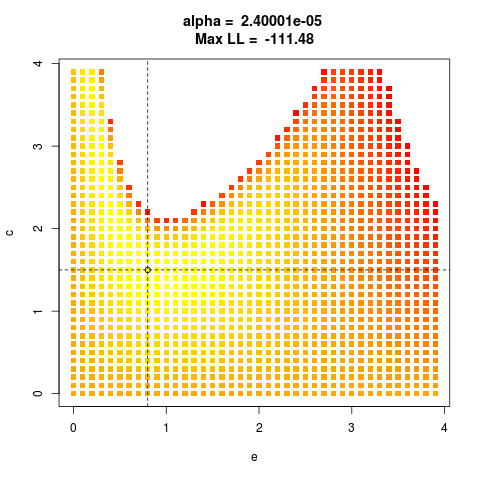 alpha =  2.40001e-05
Max LL =  -111.48
4
3
2
1
0
c
0 1 2 3 4
e